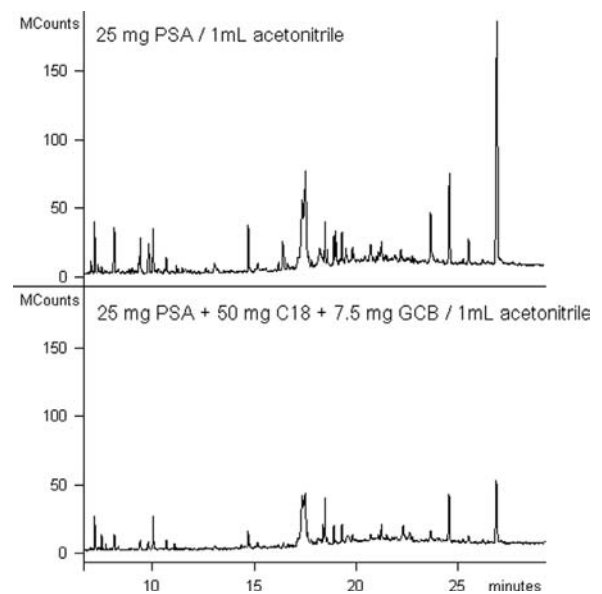 MCounts
25 mg PSA / 1mL acetonitrile
150
100
50
0
MCounts
25 mg PSA + 50 mg C18 + 7.5 mg GCB / 1mL acetonitrile
150
100
50
0
10 15 20 25 minutes